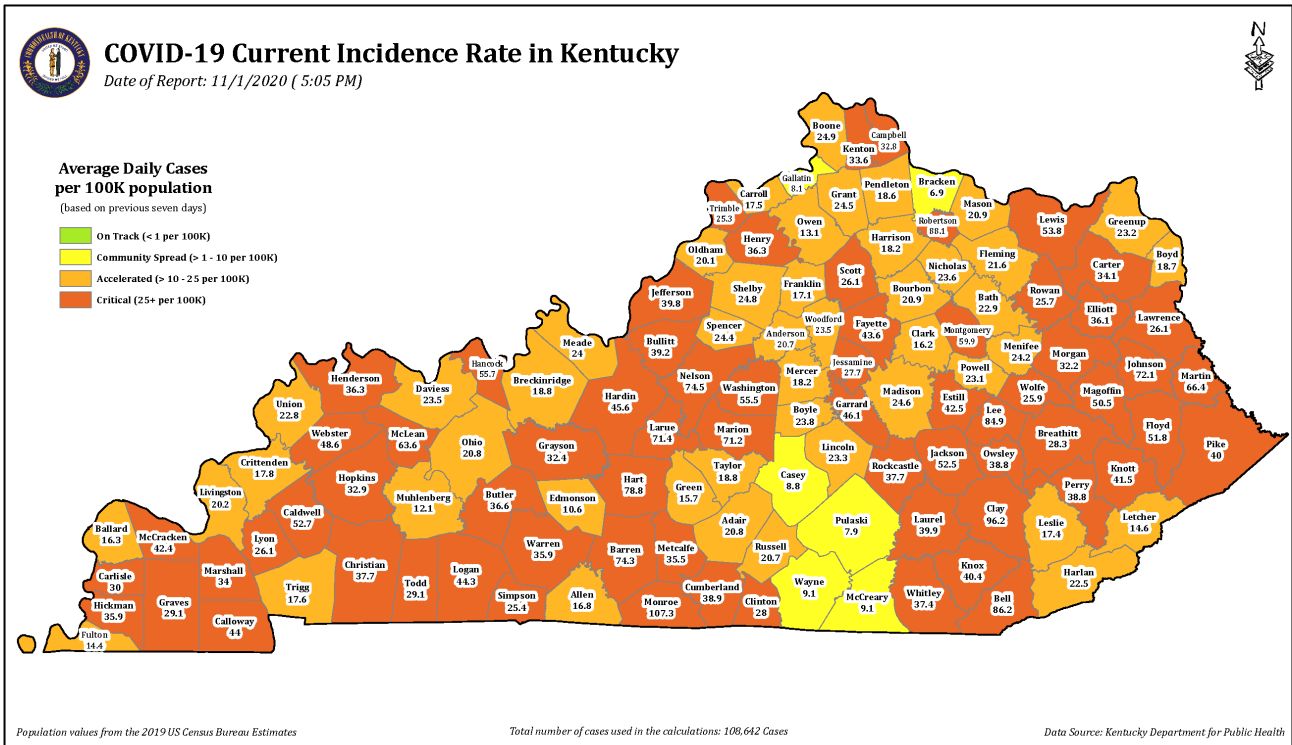 COVID-19 Current Incidence Rate in Kentucky
Date of Report: 11/1/2020 ( 5:05 PM)
N
Average Daily Cases
per 100K population
(based on previous seven days)
On Track (< 1 per 100K)
Community Spread (> 1 - 10 per 100K)
Accelerated (> 10 - 25 per 100K)
Critical (25+ per 100K)
Boone
24.9
Kenton
33.6
Campbell
32.8
Gallatin
8.1
Carroll
17.5
Trimble
25.3
Grant
24.5
Pendleton
18.6
Bracken
6.9
Mason
20.9
Robertson
88.1
Lewis
53.8
Greenup
23.2
Boyd
18.7
Owen
13.1
Henry
36.3
Oldham
20.1
Harrison
18.2
Fleming
21.6
Carter
34.1
Nicholas
23.6
Scott
26.1
Franklin
17.1
Shelby
24.8
Jefferson
39.8
Bourbon
20.9
Bath
22.9
Rowan
25.7
Elliott
36.1
Lawrence
26.1
Spencer
24.4
Anderson
20.7
Woodford
23.5
Fayette
43.6
Clark
16.2
Montgomery
59.9
Menifee
24.2
Morgan
32.2
Johnson
72.1
Martin
66.4
Bullitt
39.2
Meade
24
Hancock
55.7
Breckinridge
18.8
Nelson
74.5
Washington
55.5
Mercer
18.2
Jessamine
27.7
Madison
24.6
Powell
23.1
Estill
42.5
Wolfe
25.9
Magoffin
50.5
Henderson
36.3
Daviess
23.5
Union
22.8
Hardin
45.6
Larue
71.4
Marion
71.2
Boyle
23.8
Garrard
46.1
Lee
84.9
Breathitt
28.3
Floyd
51.8
Pike
40
Webster
48.6
McLean
63.6
Ohio
20.8
Grayson
32.4
Lincoln
23.3
Rockcastle
37.7
Jackson
52.5
Owsley
38.8
Knott
41.5
Crittenden
17.8
Hopkins
32.9
Muhlenberg
12.1
Butler
36.6
Edmonson
10.6
Hart
78.8
Green
15.7
Taylor
18.8
Casey
8.8
Perry
38.8
Livingston
20.2
Caldwell
52.7
Adair
20.8
Pulaski
7.9
Laurel
39.9
Clay
96.2
Leslie
17.4
Letcher
14.6
Ballard
16.3
McCracken
42.4
Lyon
26.1
Warren
35.9
Barren
74.3
Metcalfe
35.5
Russell
20.7
Carlisle
30
Marshall
34
Christian
37.7
Todd
29.1
Logan
44.3
Simpson
25.4
Allen
16.8
Monroe
107.3
Cumberland
38.9
Clinton
28
Wayne
9.1
McCreary
9.1
Whitley
37.4
Knox
40.4
Bell
86.2
Harlan
22.5
Hickman
35.9
Graves
29.1
Trigg
17.6
Calloway
44
Fulton
14.4
Population values from the 2019 US Census Bureau Estimates
Total number of cases used in the calculations: 108,642 Cases
Data Source: Kentucky Department for Public Health